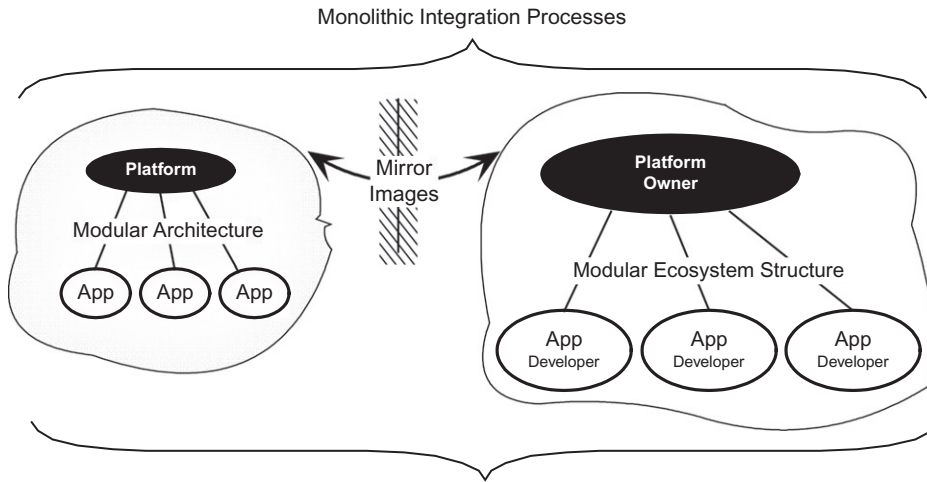 Monolithic Integration Processes
Platform
Modular Architecture
App App App
Mirror
Images
Platform
Owner
Modular Ecosystem Structure
App App App
Developer Developer Developer